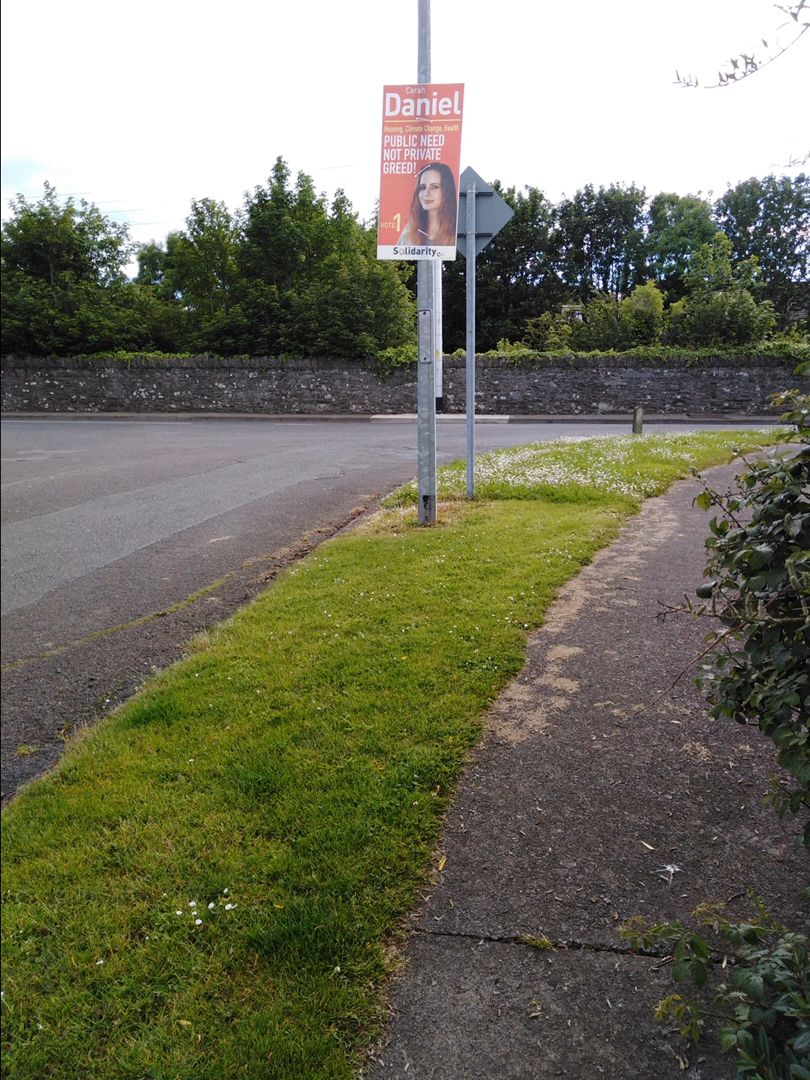 Carah
Daniel
Housing, Climate Change, Health
PUBLIC NEED
NOT PRIVATE
GREED!
VOTE 1
Solidarity